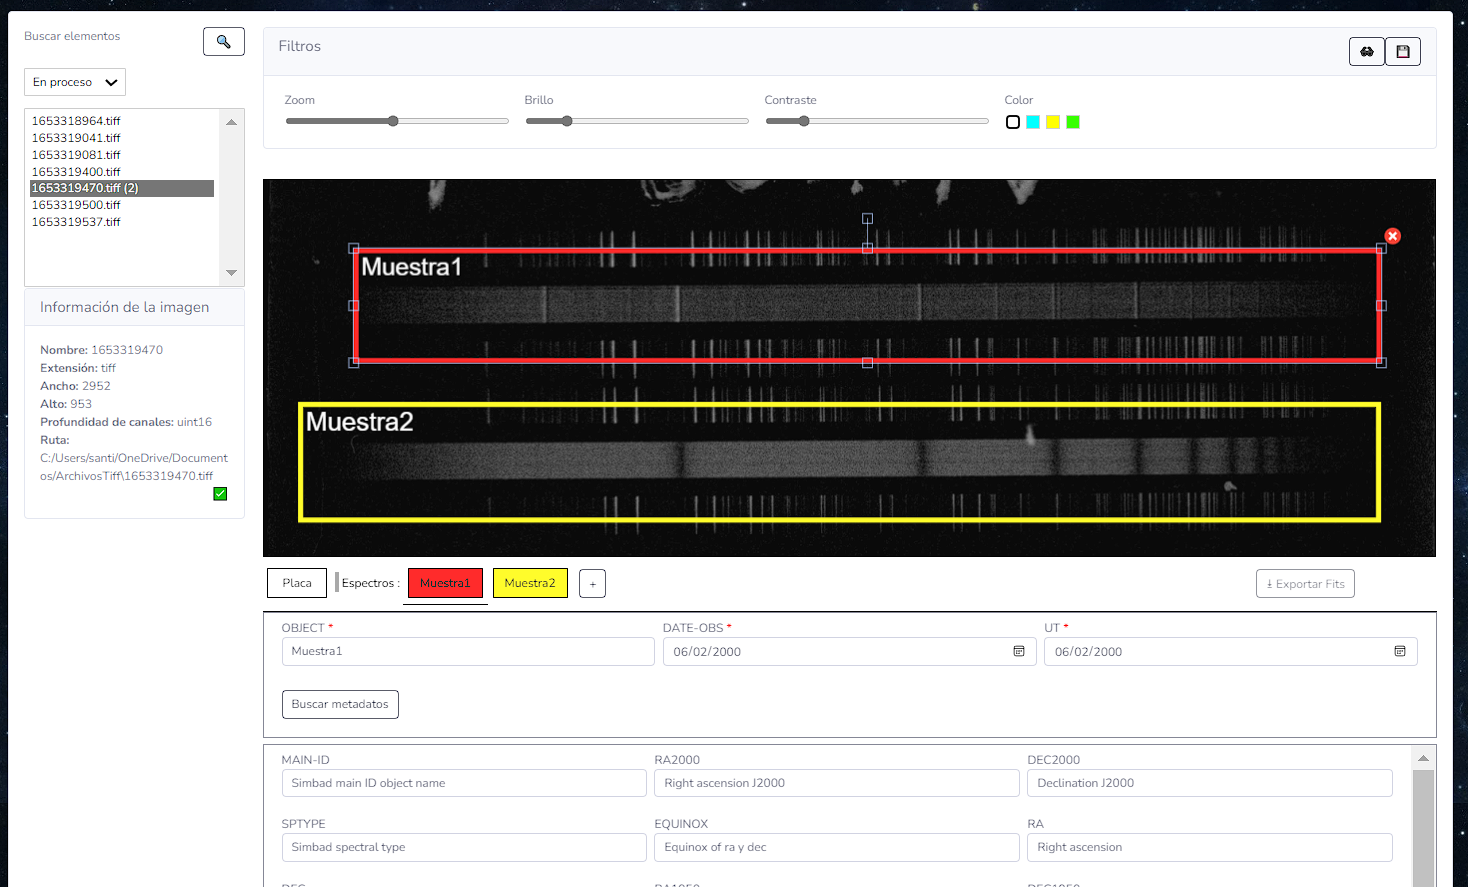 Buscar elementos
En proceso
1653318964.tiff
1653319041.tiff
1653319081.tiff
1653319400.tiff
1653319470.tiff (2)
1653319500.tiff
1653319537.tiff
Información de la imagen
Nombre: 1653319470
Extensión: tiff
Ancho: 2952
Alto: 953
Profundidad de canales: uint16
Ruta:
C:/Users/santi/OneDrive/Document
os/ArchivosTiff\1653319470.tiff
Filtros
Zoom
Brillo
Contraste
Color
Muestra1
Muestra2
Placa
Espectros :
Muestra1
Muestra2
+
Exportar Fits
OBJECT *
DATE-OBS *
UT *
Muestra1
06/02/2000
06/02/2000
Buscar metadatos
MAIN-ID
RA2000
DEC2000
Simbad main ID object name
Right ascension J2000
Declination J2000
SPTYPE
EQUINOX
RA
Simbad spectral type
Equinox of ra y dec
Right ascension